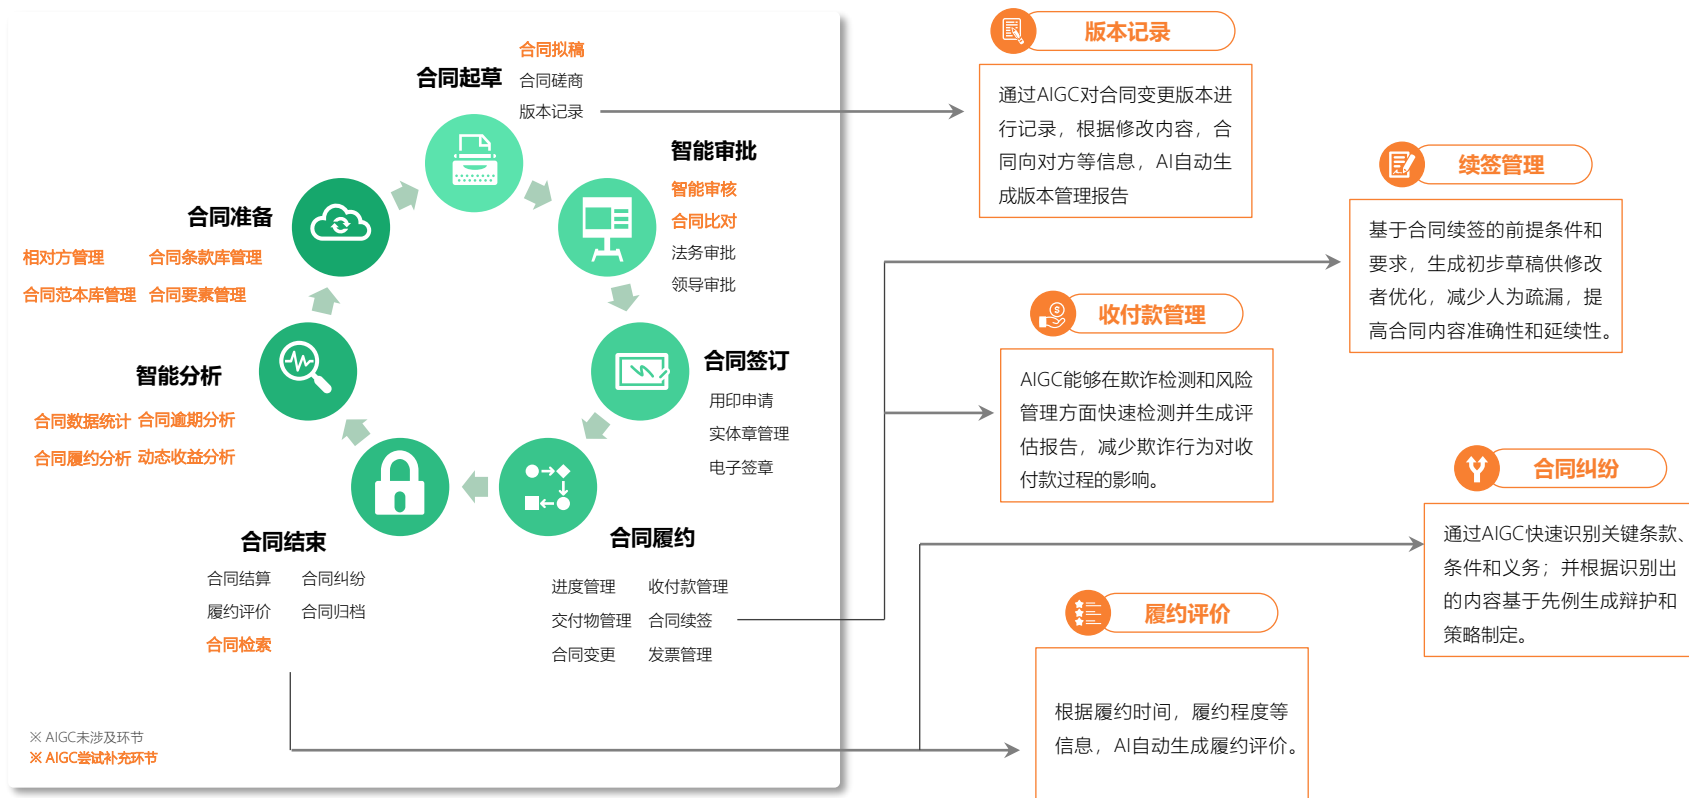 合同起草
合同拟稿
合同磋商
版本记录
智能审批
智能审核
合同比对
法务审批
领导审批
合同签订
用印申请
实体章管理
电子签章
合同履约
进度管理 收付款管理
交付物管理 合同续签
合同变更 发票管理
合同结束
合同结算 合同纠纷
履约评价 合同归档
合同检索
智能分析
合同数据统计 合同逾期分析
合同履约分析 动态收益分析
合同准备
相对方管理 合同条款库管理
合同范本库管理 合同要素管理
※ AIGC未涉及环节
※ AIGC尝试补充环节
版本记录
通过AIGC对合同变更版本进
行记录，根据修改内容，合
同向对方等信息，AI自动生
成版本管理报告
续签管理
基于合同续签的前提条件和
要求，生成初步草稿供修改
者优化，减少人为疏漏，提
高合同内容准确性和延续性。
收付款管理
AIGC能够在欺诈检测和风险
管理方面快速检测并生成评
估报告，减少欺诈行为对收
付款过程的影响。
合同纠纷
通过AIGC快速识别关键条款、
条件和义务；并根据识别出
的内容基于先例生成辩护和
策略制定。
履约评价
根据履约时间，履约程度等
信息，AI自动生成履约评价。